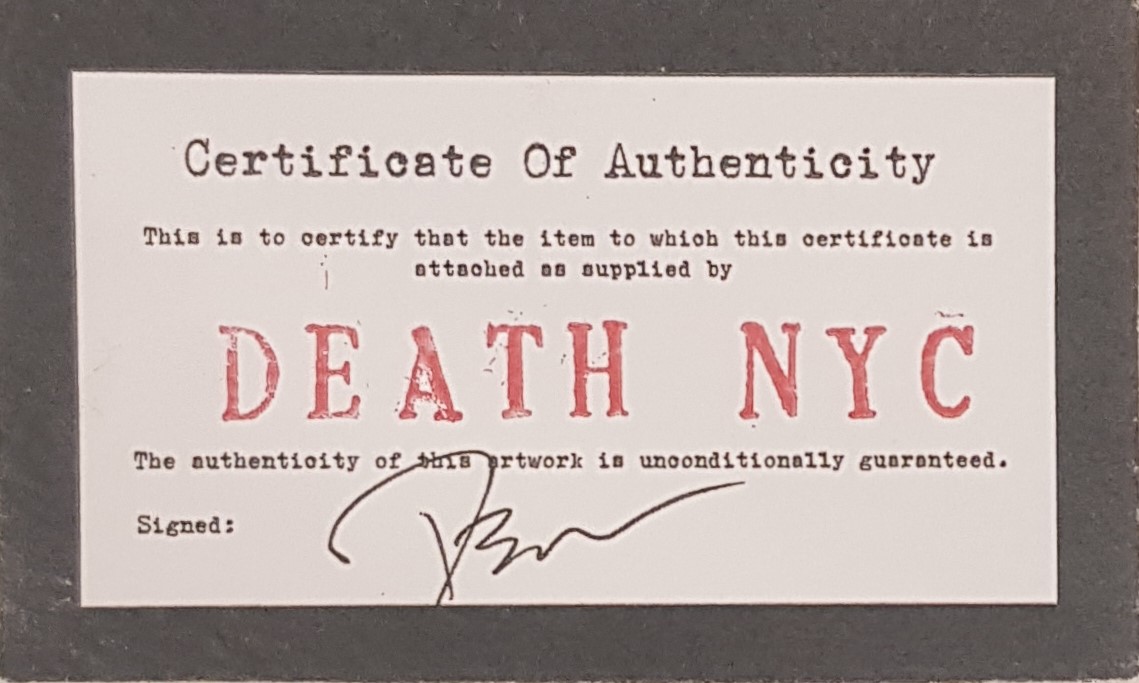 Certificate Of Authenticity
This is to certify that the item to which this certificate is
attached as supplied by
DEATH NYC
The authenticity of this artwork is unconditionally guaranteed.
Signed: